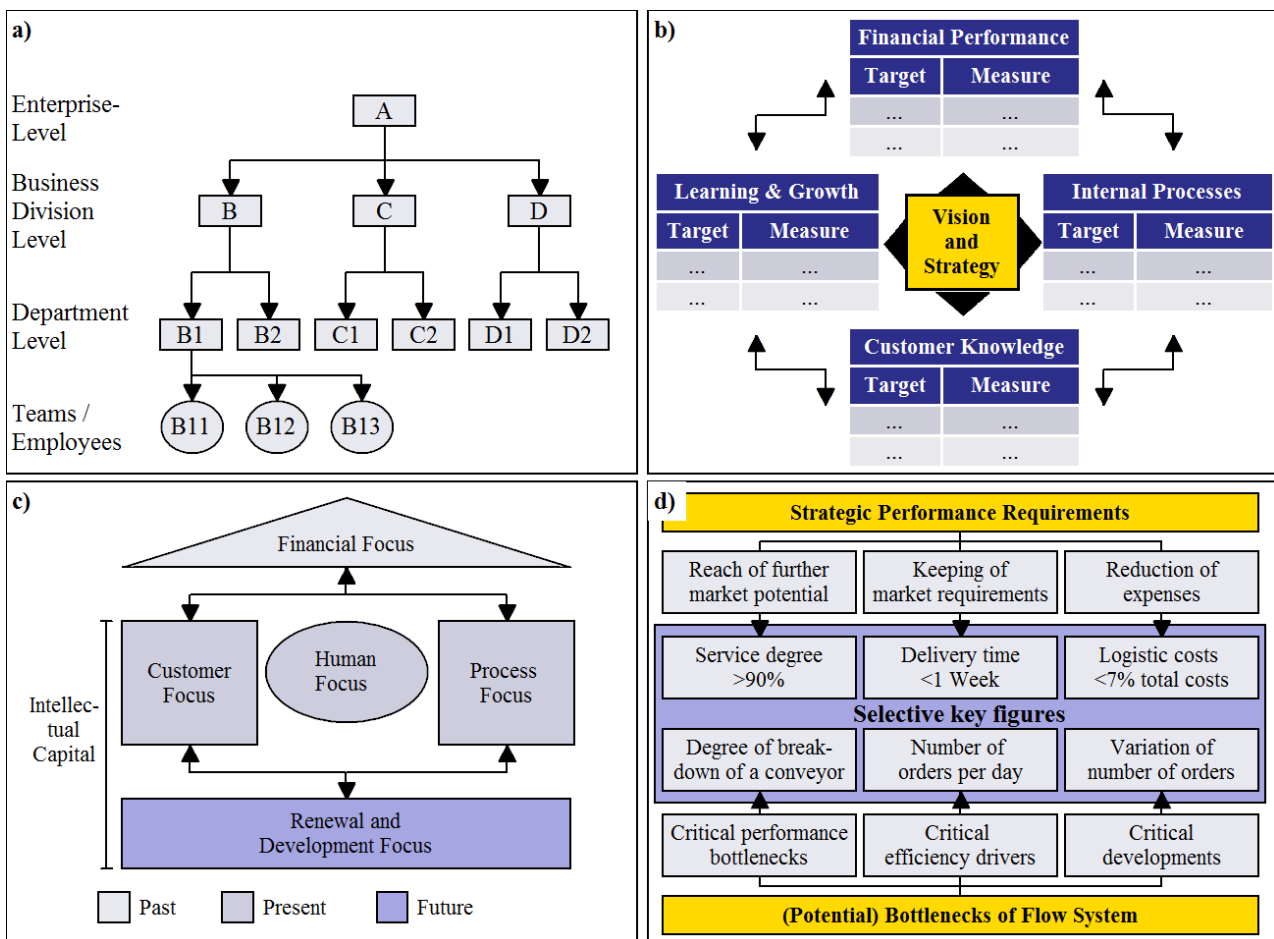 a)
Enterprise-
Level
A
Business
Division
Level
B
C
D
Department
Level
B1
B2
C1
C2
D1
D2
Teams /
Employees
B11
B12
B13
b)
Financial Performance
Target
Measure
...
...
...
...
Learning & Growth
Target
Measure
...
...
...
...
Vision
and
Strategy
Internal Processes
Target
Measure
...
...
...
...
Customer Knowledge
Target
Measure
...
...
...
...
c)
Financial Focus
Intellec-
tual
Capital
Customer
Focus
Human
Focus
Process
Focus
Renewal and
Development Focus
Past
Present
Future
d)
Strategic Performance Requirements
Reach of further
market potential
Keeping of
market requirements
Reduction of
expenses
Service degree
>90%
Delivery time
<1 Week
Logistic costs
<7% total costs
Selective key figures
Degree of break-
down of a conveyor
Number of
orders per day
Variation of
number of orders
Critical performance
bottlenecks
Critical
efficiency drivers
Critical
developments
(Potential) Bottlenecks of Flow System